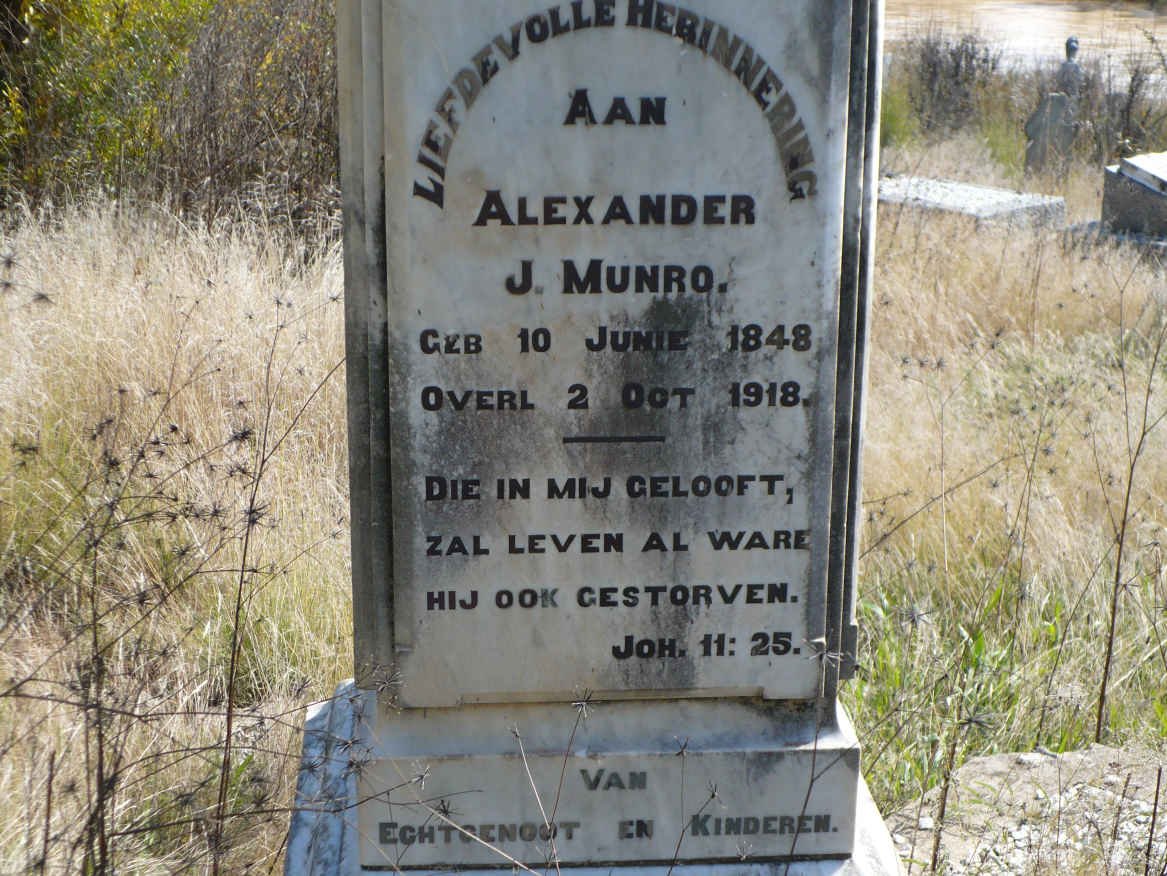 LIEFDEVOLLE HERINNERING
AAN
ALEXANDER
J. MUNRO.
GEB 10 JUNIE 1848
OVERL 2 OCT 1918.
DIE IN MIJ GELOOFT,
ZAL LEVEN AL WARE
HIJ OOK GESTORVEN.
JOH. 11: 25.
VAN
ECHTGENOOT EN KINDEREN.